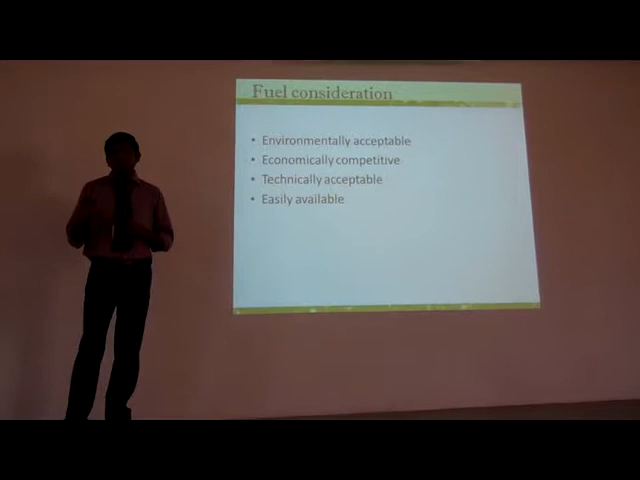 Fuel consideration
• Environmentally acceptable
• Economically competitive
• Technically acceptable
• Easily available